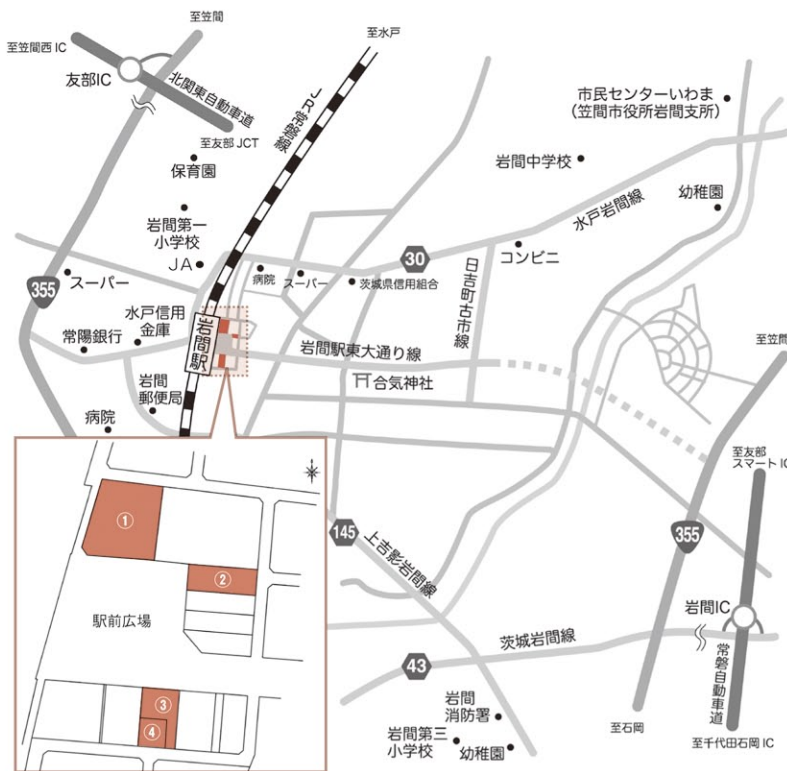 至笠間
至水戸
至笠間西 IC
友部IC
北関東自動車道
至友部 JCT
JR常磐線
保育園
市民センターいわま
(笠間市役所岩間支所)
岩間中学校
水戸岩間線
幼稚園
岩間第一
小学校
JA
病院
スーパー
茨城県信用組合
30
日吉町古市線
コンビニ
355
スーパー
水戸信用
金庫
常陽銀行
岩間駅
岩間駅東大通り線
合気神社
至笠間
岩間
郵便局
病院
至友部
スマート IC
①
②
駅前広場
③
④
145
上吉影岩間線
355
岩間IC
茨城岩間線
43
常磐自動車道
岩間
消防署
岩間第三
小学校
幼稚園
至石岡
至千代田石岡 IC